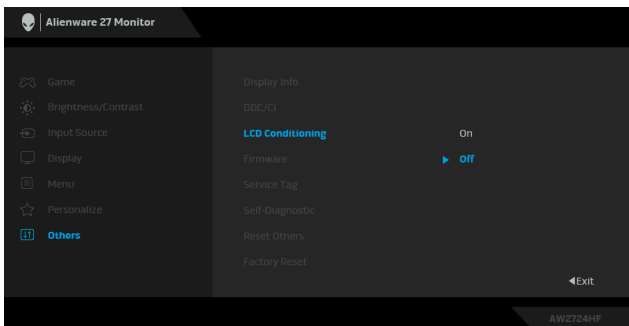 Alienware 27 Monitor
Game
Display Info
Brightness/Contrast
DDC/CI
Input Source
LCD Conditioning
On
Display
Firmware
Off
Menu
Service Tag
Personalize
Self-Diagnostic
Others
Reset Others
Factory Reset
Exit
AW2724HF